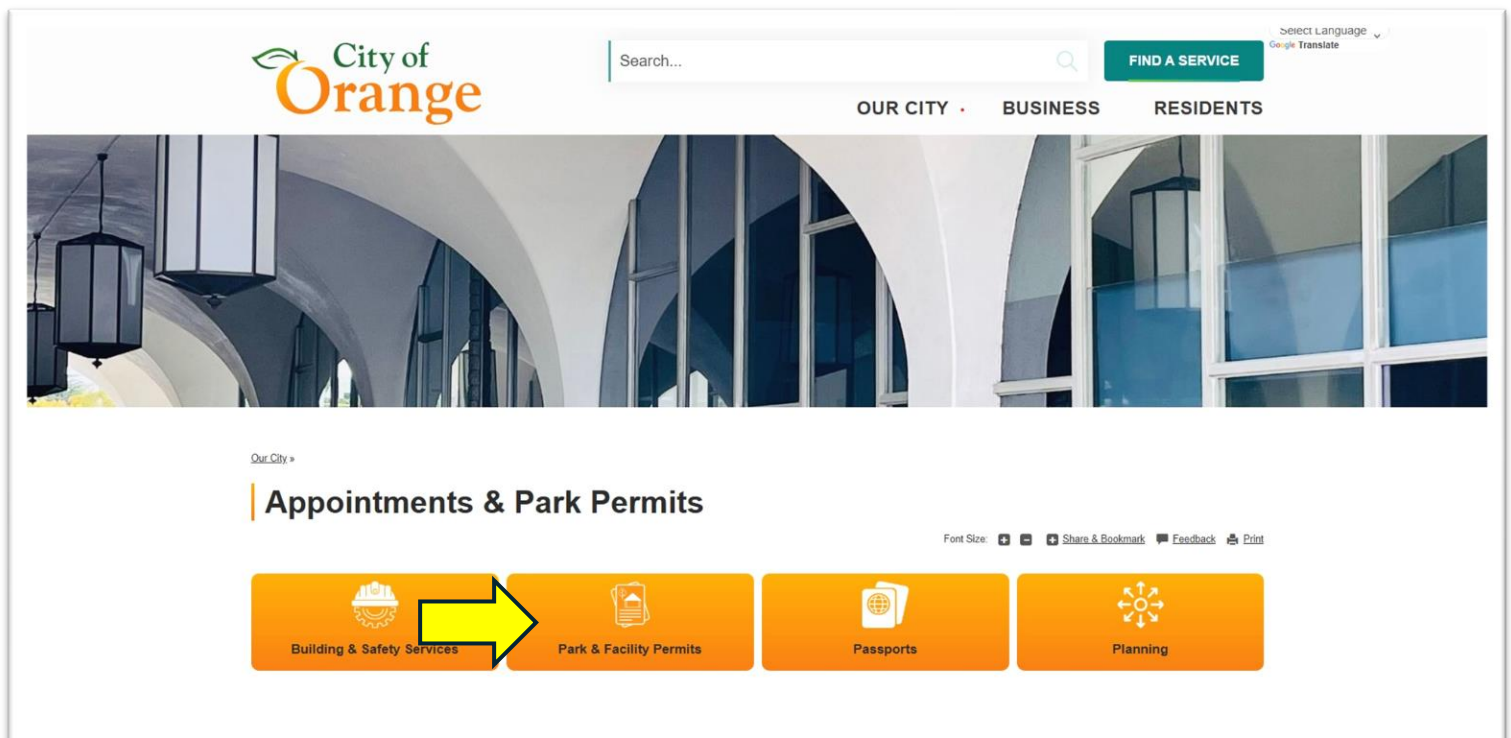 City of
Orange
Search...
FIND A SERVICE
Select Language
Google Translate
OUR CITY
BUSINESS
RESIDENTS
Our City »
Appointments & Park Permits
Font Size: + - + Share & Bookmark Feedback Print
Building & Safety Services
Park & Facility Permits
Passports
Planning